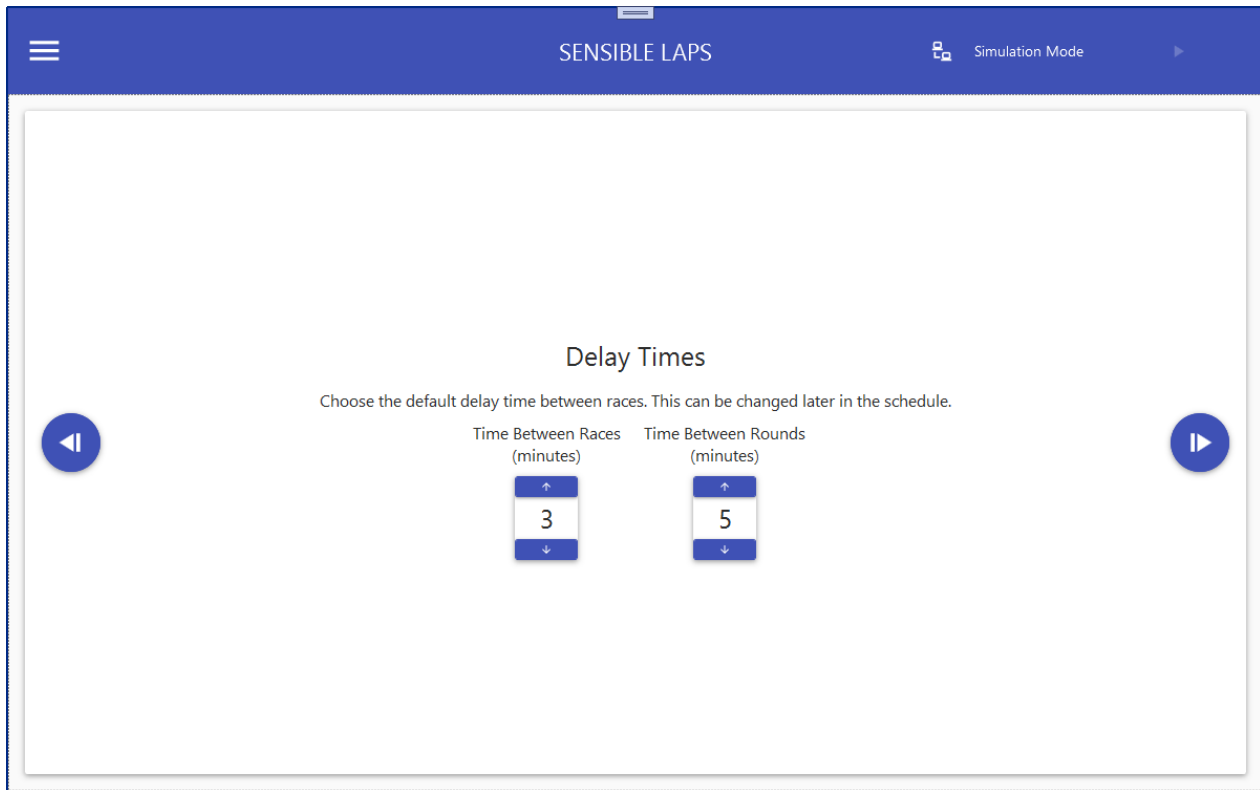 SENSIBLE LAPS
Simulation Mode
Delay Times
Choose the default delay time between races. This can be changed later in the schedule.
Time Between Races
(minutes)
Time Between Rounds
(minutes)
3
5